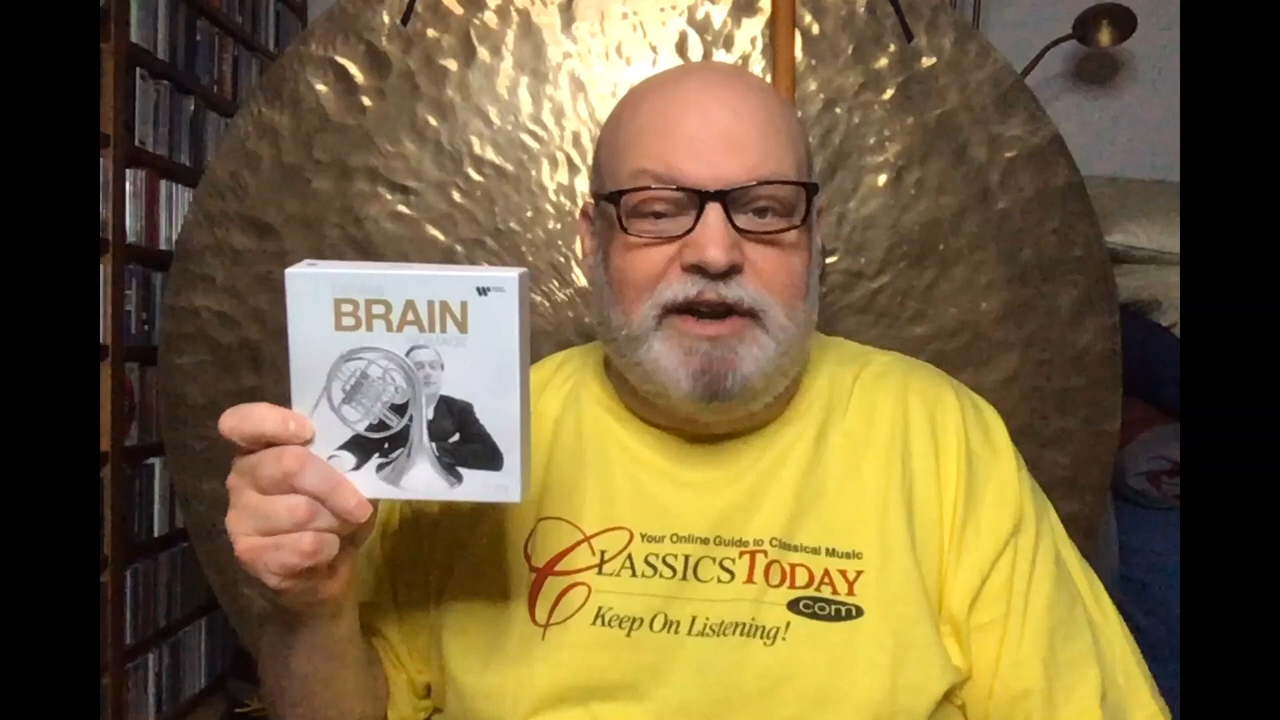 BRAIN
Your Online Guide to Classical Music
CLASSICSTODAY
com
Keep On Listening!